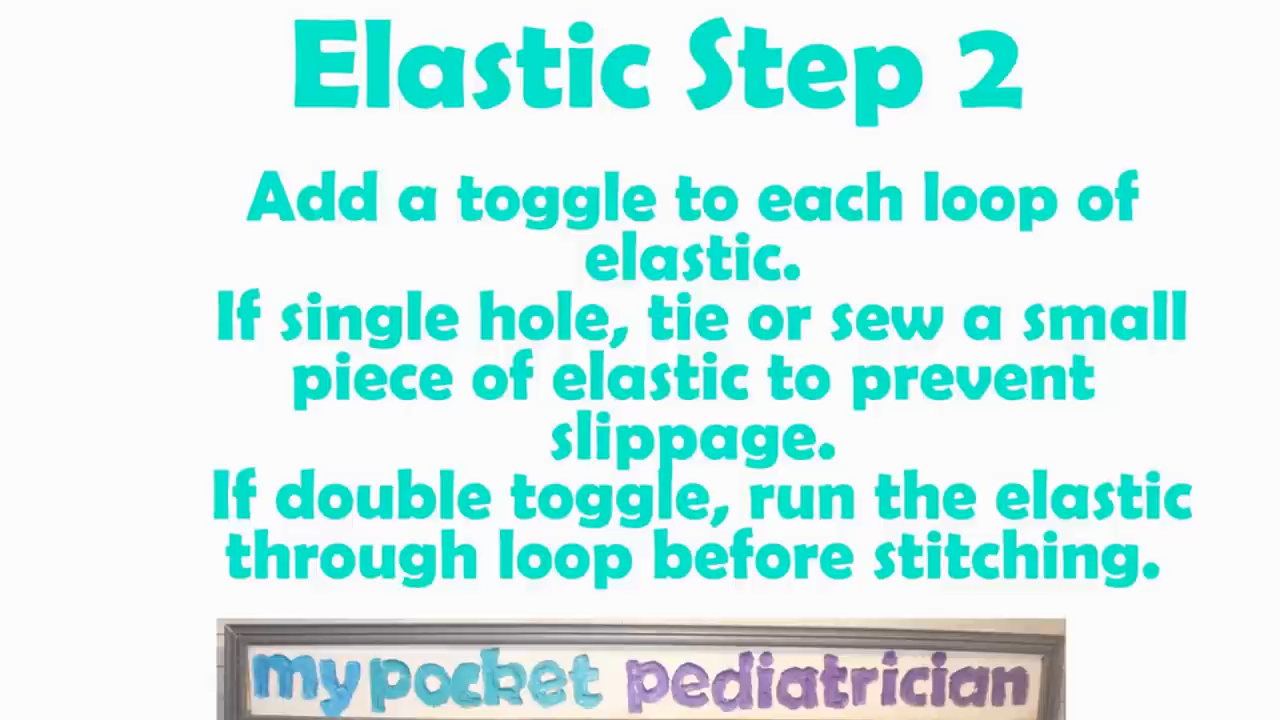 Elastic Step 2
Add a toggle to each loop of
elastic.
If single hole, tie or sew a small
piece of elastic to prevent
slippage.
If double toggle, run the elastic
through loop before stitching.
my pocket pediatrician